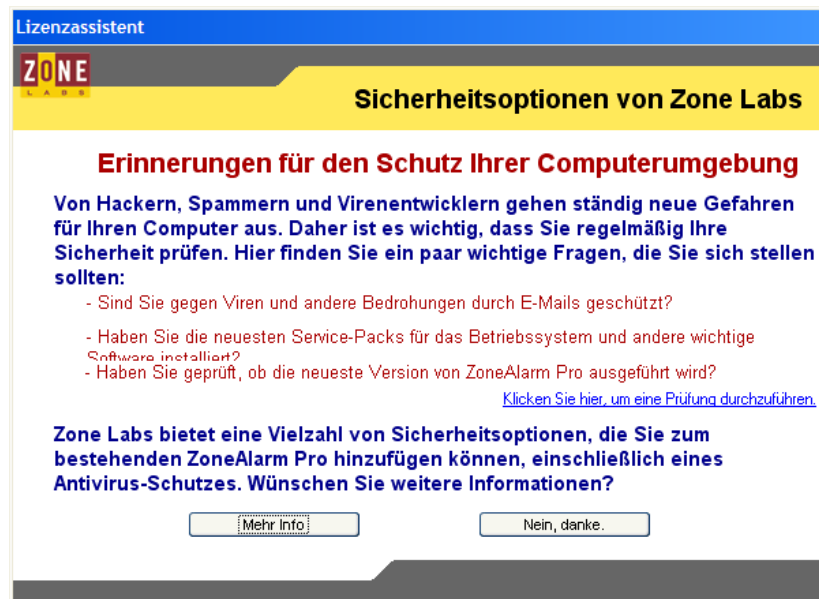 Lizenzassistent
ZONE
LABS
Sicherheitsoptionen von Zone Labs
Erinnerungen für den Schutz Ihrer Computerumgebung
Von Hackern, Spammern und Virenentwicklern gehen ständig neue Gefahren
für Ihren Computer aus. Daher ist es wichtig, dass Sie regelmäßig Ihre
Sicherheit prüfen. Hier finden Sie ein paar wichtige Fragen, die Sie sich stellen
sollten:
- Sind Sie gegen Viren und andere Bedrohungen durch E-Mails geschützt?
- Haben Sie die neuesten Service-Packs für das Betriebssystem und andere wichtige
Software installiert?
- Haben Sie geprüft, ob die neueste Version von ZoneAlarm Pro ausgeführt wird?
Klicken Sie hier, um eine Prüfung durchzuführen.
Zone Labs bietet eine Vielzahl von Sicherheitsoptionen, die Sie zum
bestehenden ZoneAlarm Pro hinzufügen können, einschließlich eines
Antivirus-Schutzes. Wünschen Sie weitere Informationen?
Mehr Info
Nein, danke.